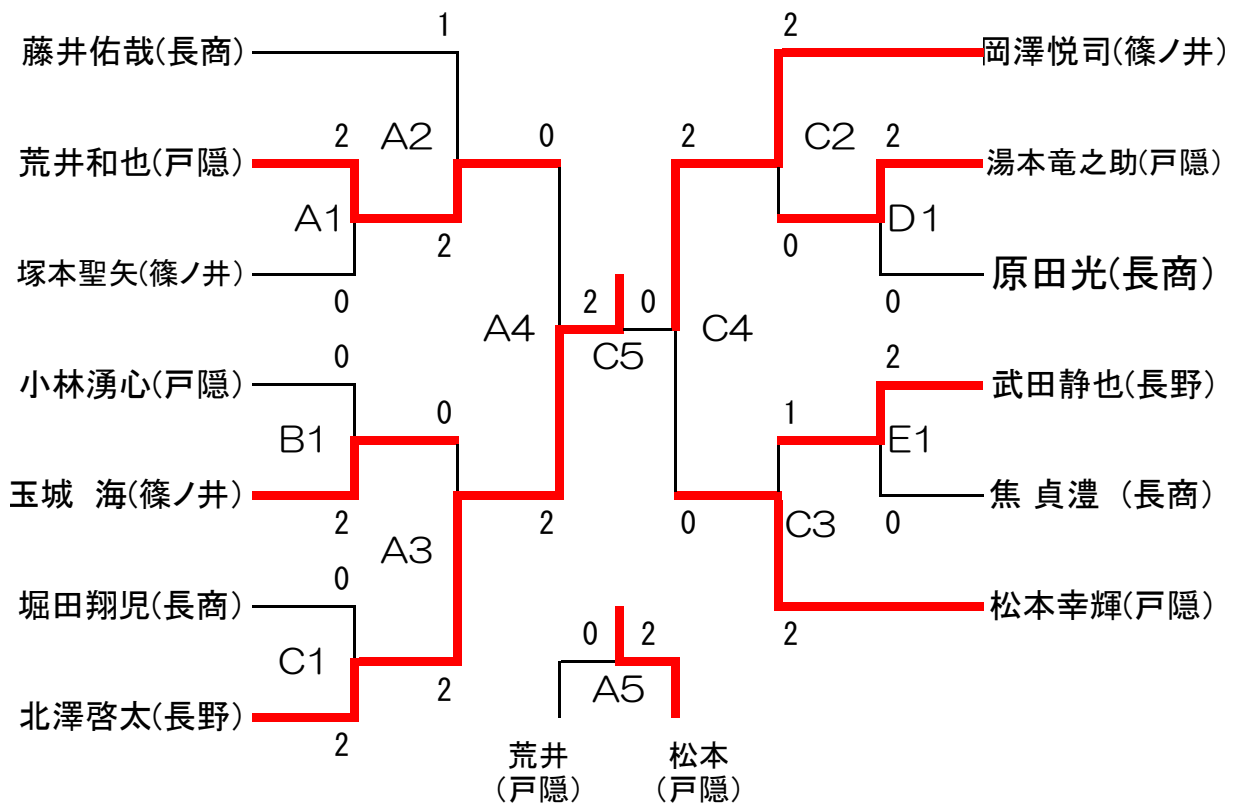 1
2
藤井佑哉(長商)
岡澤悦司(篠ノ井)
2
A2
0
2
C2
2
荒井和也(戸隠)
湯本竜之助(戸隠)
A1
2
0
D1
塚本聖矢(篠ノ井)
原田光(長商)
0
2
0
0
A4
C4
0
C5
2
小林湧心(戸隠)
武田静也(長野)
0
1
B1
E1
玉城 海(篠ノ井)
焦 貞澧 (長商)
2
A3
2
0
C3
0
0
堀田翔児(長商)
松本幸輝(戸隠)
0
2
2
C1
2
A5
北澤啓太(長野)
2
荒井
(戸隠)
松本
(戸隠)